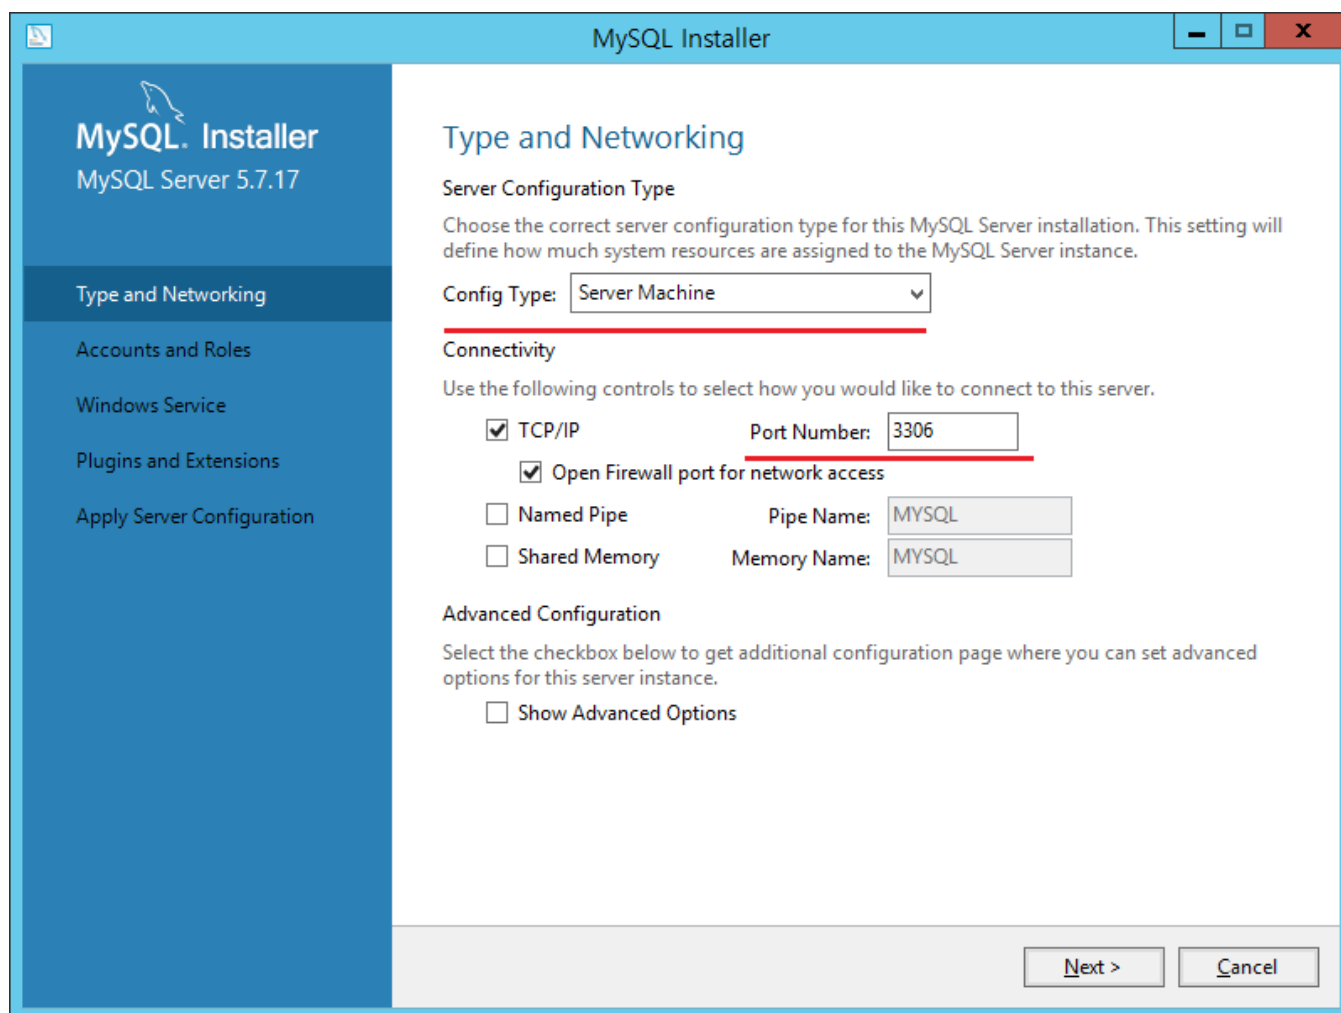 MySQL Installer
MySQL. Installer
MySQL Server 5.7.17
Type and Networking
Accounts and Roles
Windows Service
Plugins and Extensions
Apply Server Configuration
Type and Networking
Server Configuration Type
Choose the correct server configuration type for this MySQL Server installation. This setting will
define how much system resources are assigned to the MySQL Server instance.
Config Type: Server Machine
Connectivity
Use the following controls to select how you would like to connect to this server.
TCP/IP Port Number: 3306
Open Firewall port for network access
Named Pipe Pipe Name: MYSQL
Shared Memory Memory Name: MYSQL
Advanced Configuration
Select the checkbox below to get additional configuration page where you can set advanced
options for this server instance.
Show Advanced Options
Next > Cancel